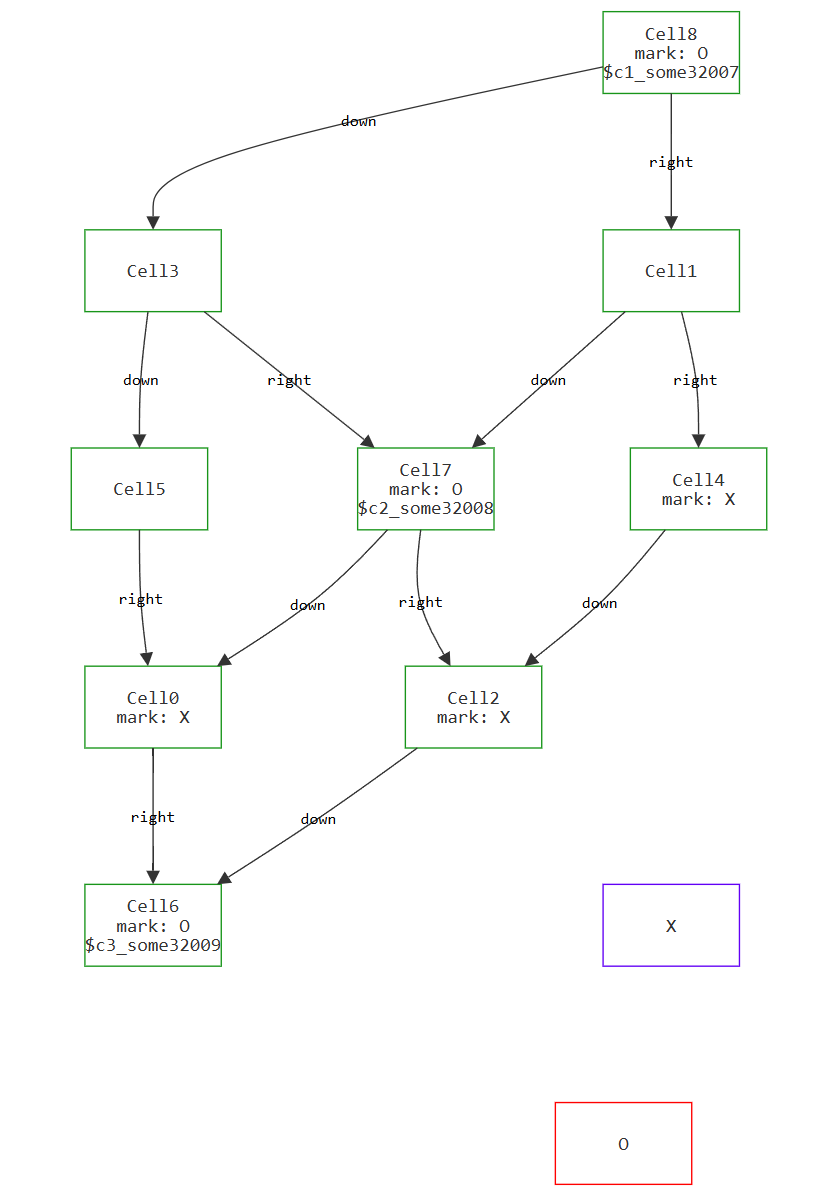 Cell8
mark: O
$c1_some32007
down
right
Cell3
Cell1
down
right
down
right
Cell5
Cell7
mark: O
$c2_some32008
Cell4
mark: X
right
down
right
down
Cell0
mark: X
Cell2
mark: X
right
down
Cell6
mark: O
$c3_some32009
X
O